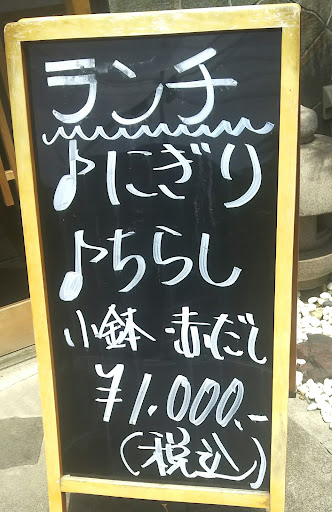 ランチ
♪にぎり
♪ちらし
小鉢 赤だし
¥1.000.-
(税込)